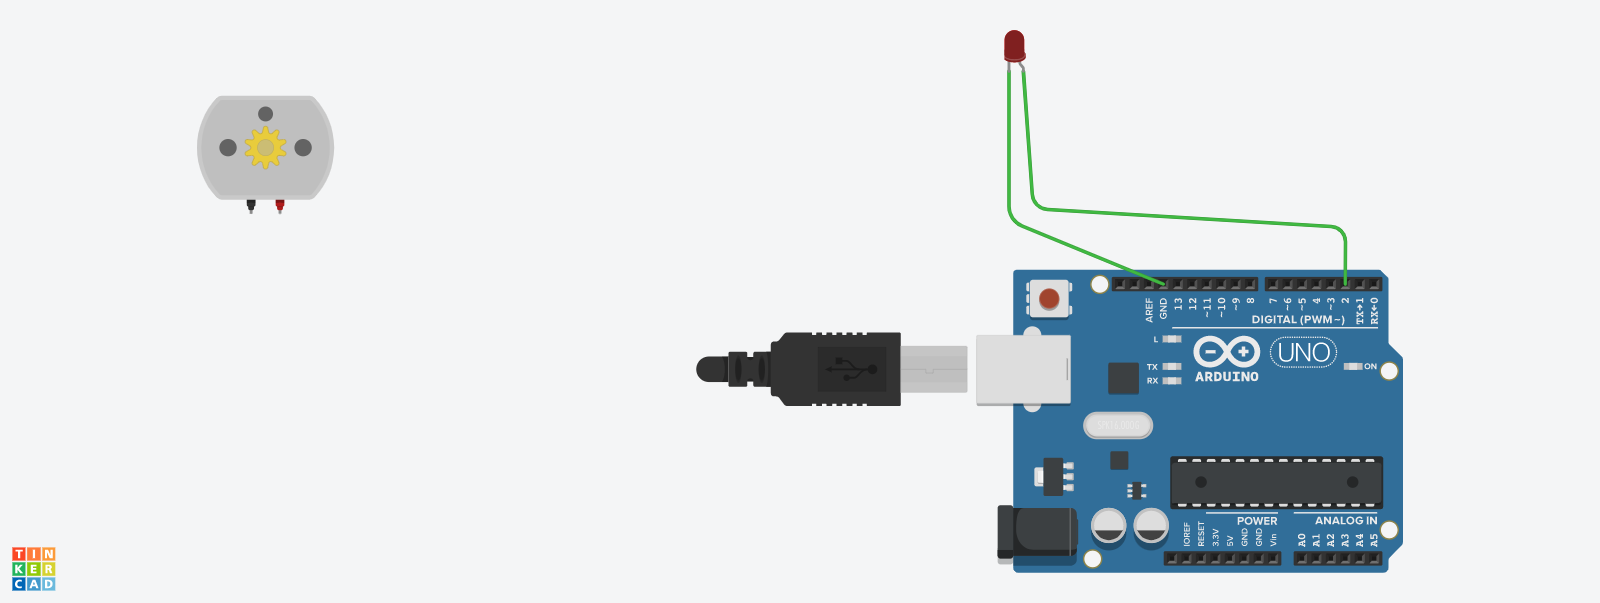 AREF
GND
13
12
~11
~10
~9
8
7
~6
~5
~4
~3
2
TX→1
RX←0
DIGITAL (PWM~)
L
TX
RX
ARDUINO
UNO
ON
POWER
ANALOG IN
IOREF
RESET
3.3V
5V
GND
GND
Vin
A0
A1
A2
A3
A4
A5
TIN
KER
CAD